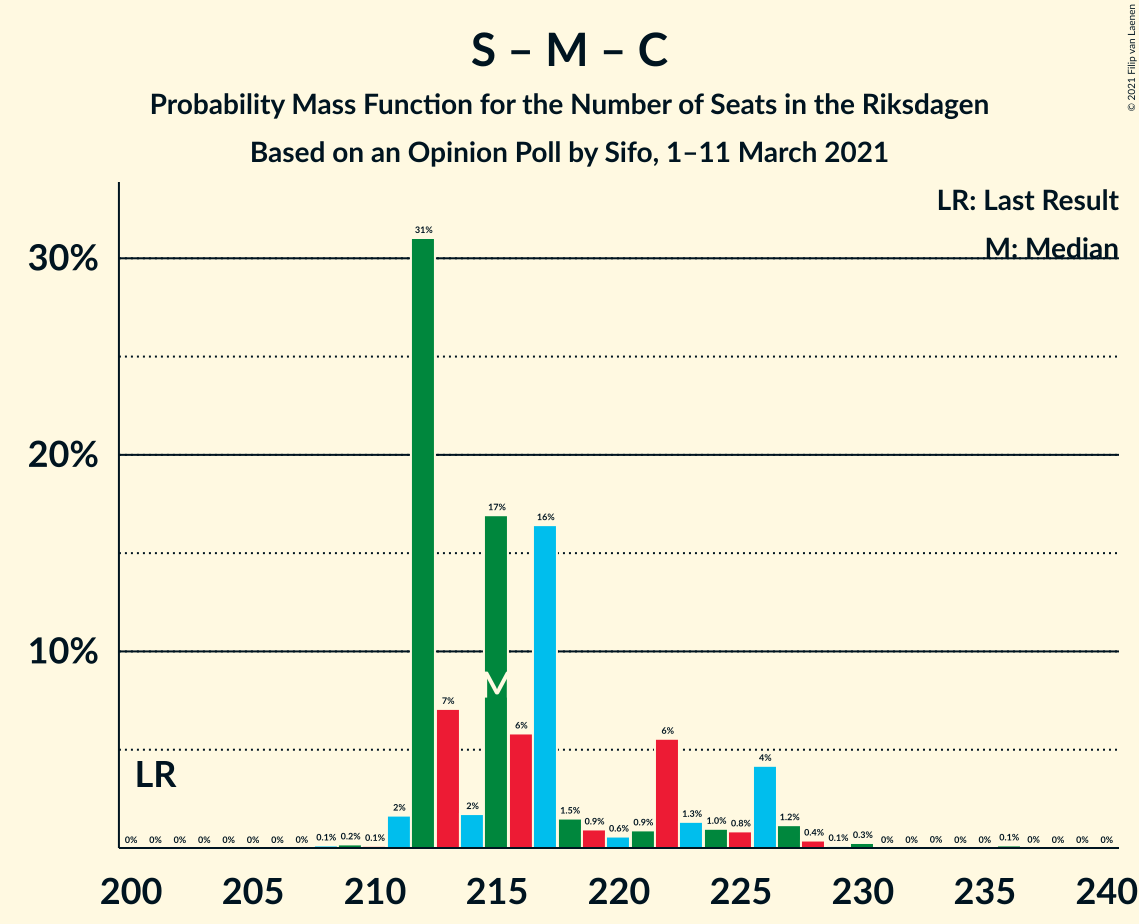 S – M – C
Probability Mass Function for the Number of Seats in the Riksdagen
Based on an Opinion Poll by Sifo, 1–11 March 2021
© 2021 Filip van Laenen
LR: Last Result
M: Median
30%
20%
10%
31%
17%
16%
7%
6%
6%
4%
LR
M
0% 0% 0% 0% 0% 0% 0% 0% 0.1% 0.2% 0.1% 2% 2% 1.5% 0.9% 0.6% 0.9% 1.3% 1.0% 0.8% 1.2% 0.4% 0.1% 0.3% 0% 0% 0% 0% 0% 0.1% 0% 0% 0% 0%
200 205 210 215 220 225 230 235 240